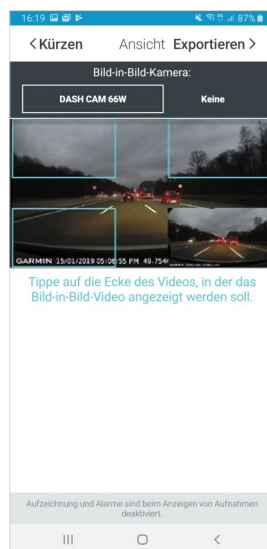 16:19 87%
Kürzen Ansicht Exportieren
Bild-in-Bild-Kamera:
DASH CAM 66W Keine
GARMIN 15/01/2019 05:06:55 PM 49.754
Tippe auf die Ecke des Videos, in der das
Bild-in-Bild-Video angezeigt werden soll.
Aufzeichnung und Alarme sind beim Anzeigen von Aufnahmen
deaktiviert.